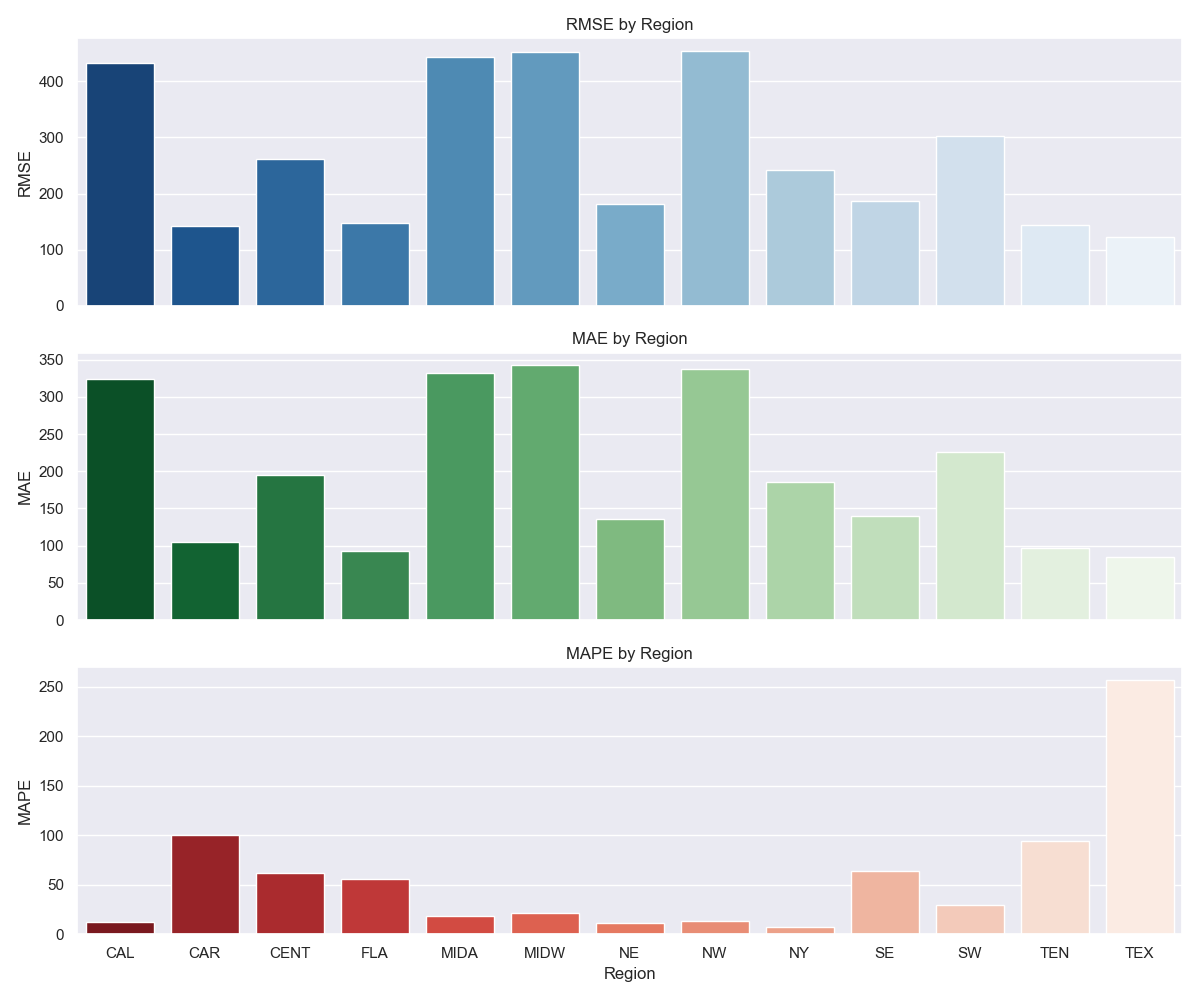 RMSE by Region
400
300
200
100
0
RMSE
MAE by Region
350
300
250
200
150
100
50
0
MAE
MAPE by Region
250
200
150
100
50
0
MAPE
CAL CAR CENT FLA MIDA MIDW NE NW NY SE SW TEN TEX
Region